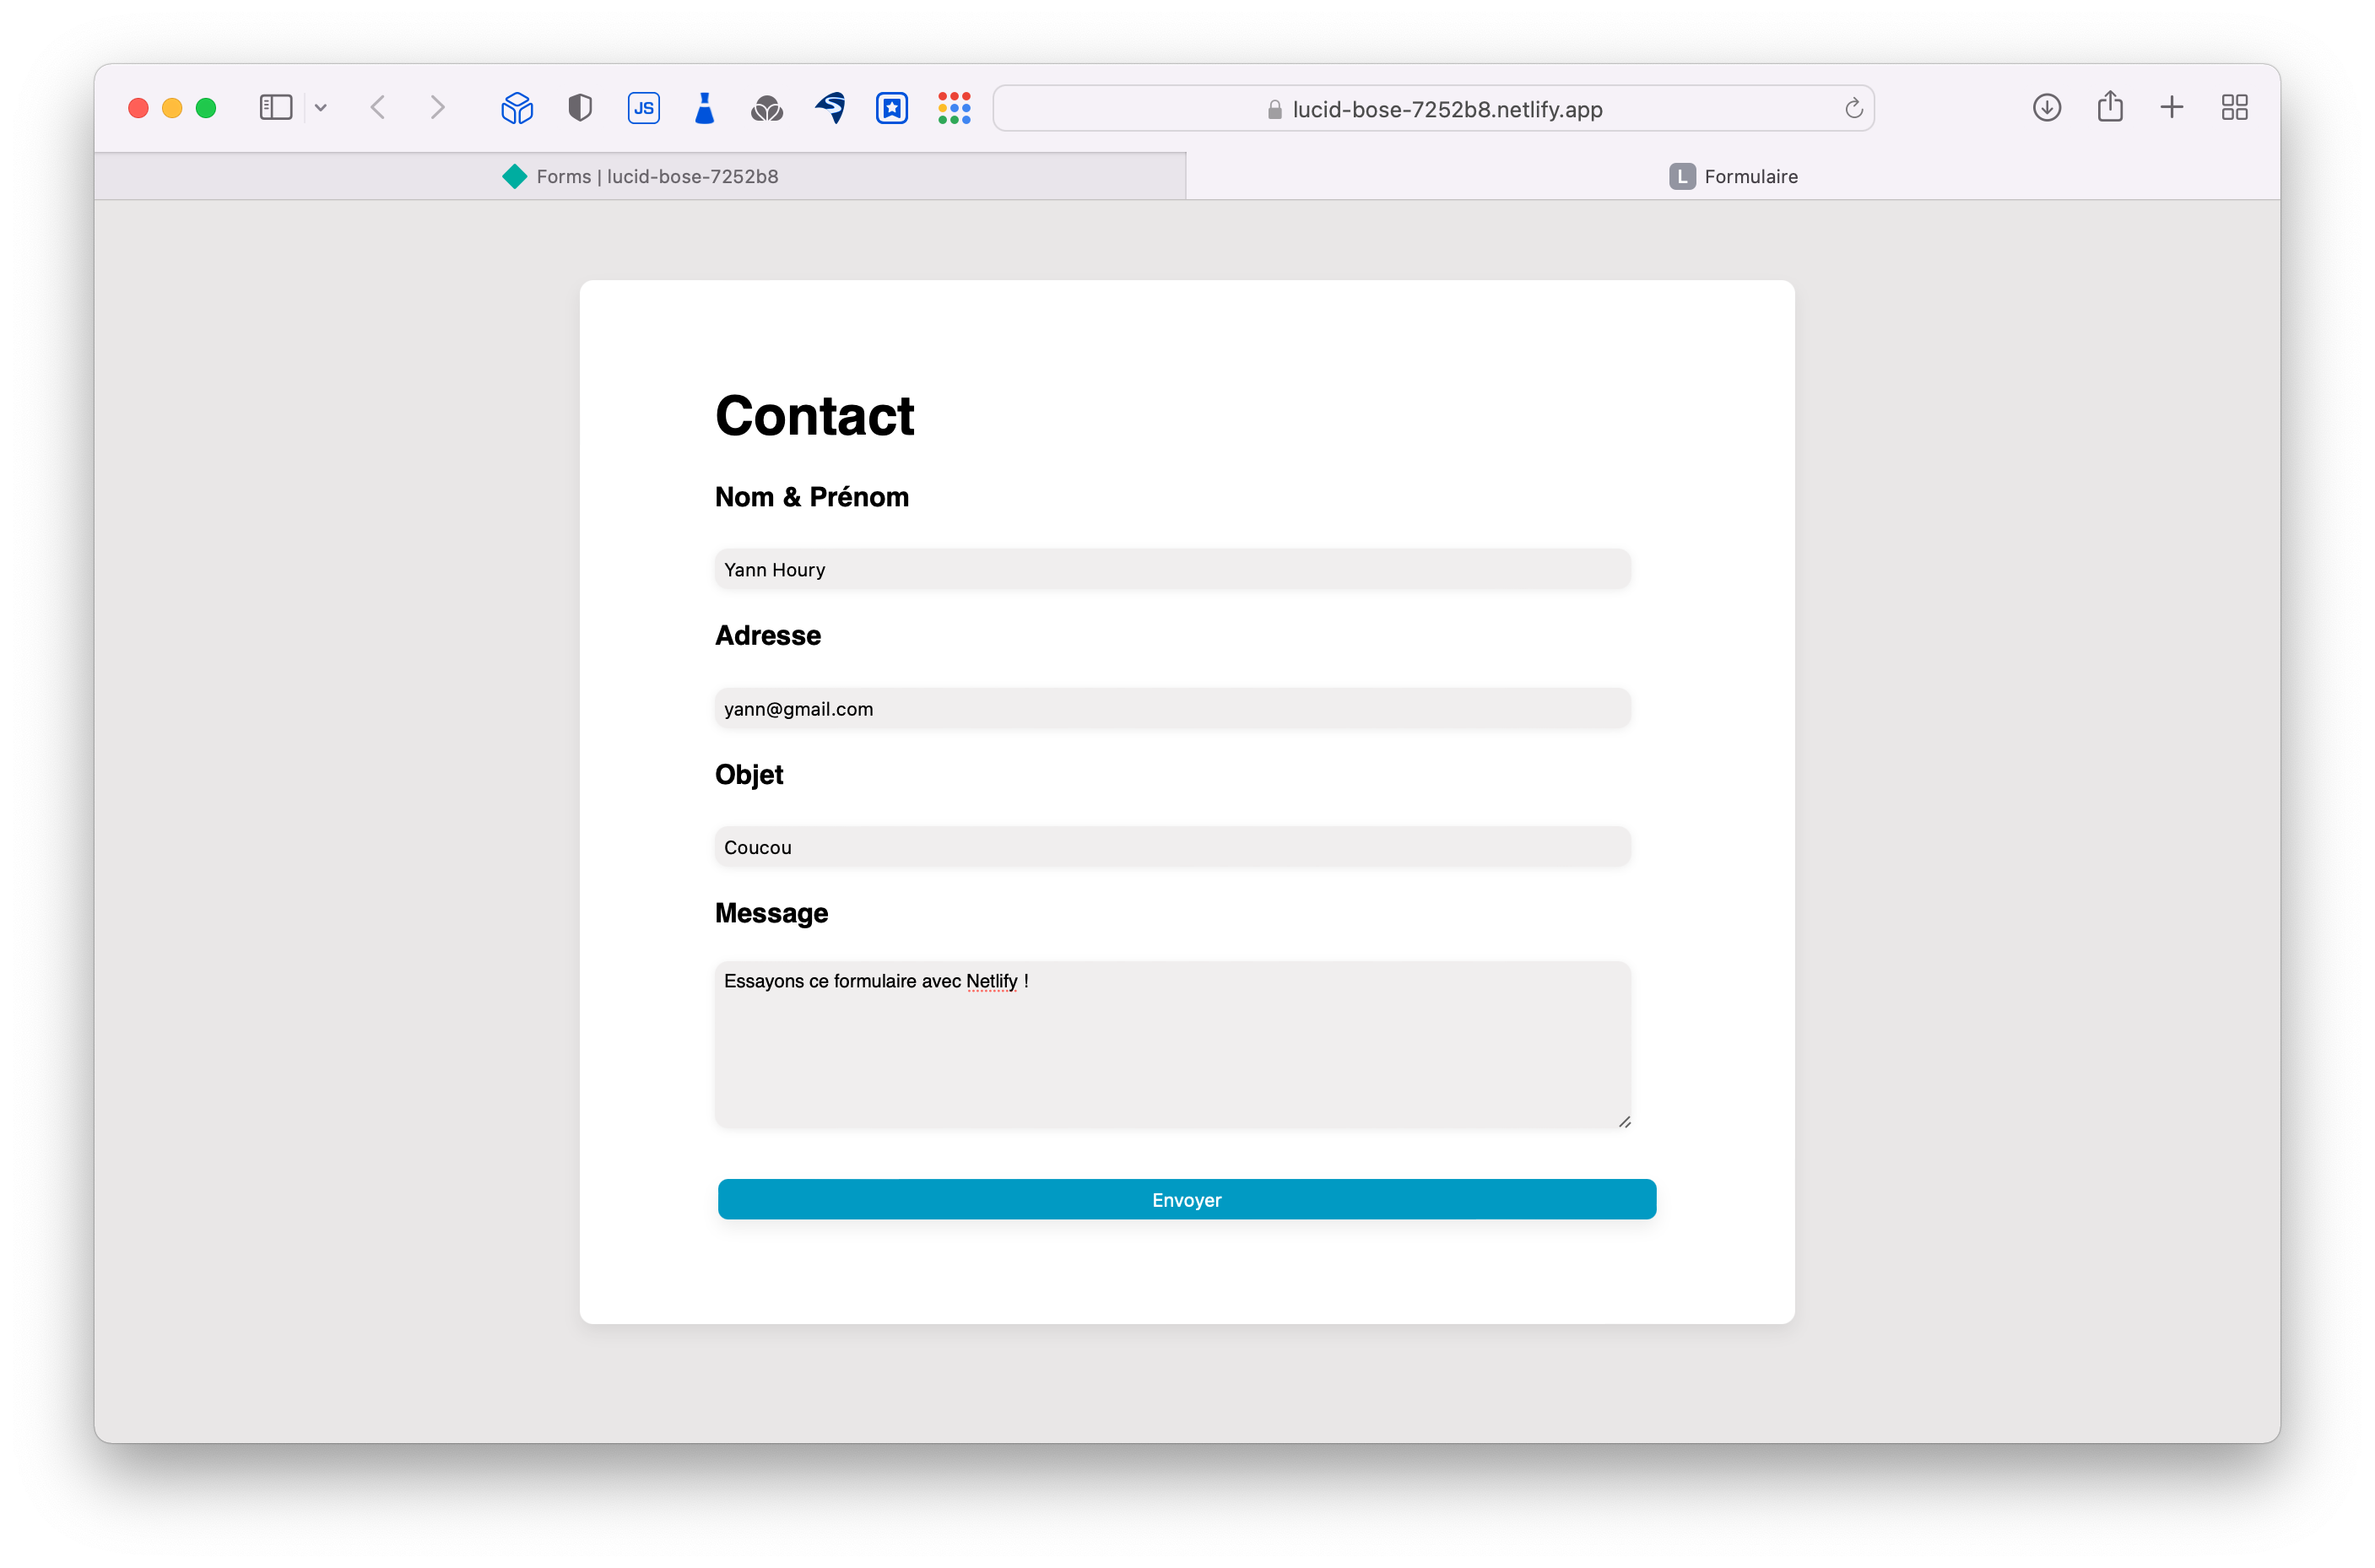 JS
lucid-bose-7252b8.netlify.app
Forms | lucid-bose-7252b8
L Formulaire
Contact
Nom & Prénom
Yann Houry
Adresse
yann@gmail.com
Objet
Coucou
Message
Essayons ce formulaire avec Netlify !
Envoyer